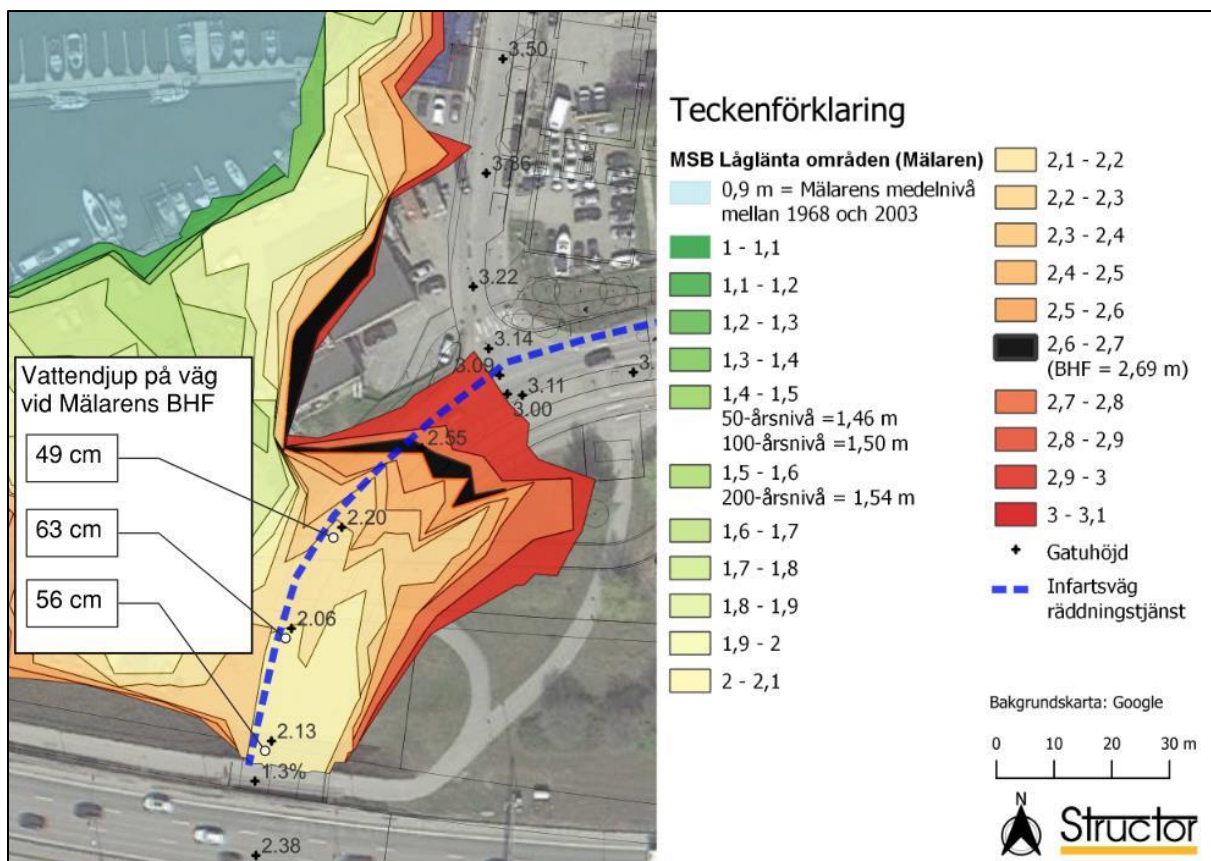 3.50
3.36
3.22
3.14
3.09
3.11
3.00
3.
2.55
2.20
2.06
2.13
1.3%
2.38
Vattendjup på väg
vid Mälarens BHF
49 cm
63 cm
56 cm
Teckenförklaring
MSB Låglänta områden (Mälaren)
0,9 m = Mälarens medelnivå
mellan 1968 och 2003
1 - 1,1
1,1 - 1,2
1,2 - 1,3
1,3 - 1,4
1,4 - 1,5
50-årsnivå =1,46 m
100-årsnivå =1,50 m
1,5 - 1,6
200-årsnivå = 1,54 m
1,6 - 1,7
1,7 - 1,8
1,8 - 1,9
1,9 - 2
2 - 2,1
2,1 - 2,2
2,2 - 2,3
2,3 - 2,4
2,4 - 2,5
2,5 - 2,6
2,6 - 2,7
(BHF = 2,69 m)
2,7 - 2,8
2,8 - 2,9
2,9 - 3
3 - 3,1
Gatuhöjd
Infartsväg
räddningstjänst
Bakgrundskarta: Google
0 10 20 30 m
N
Structor